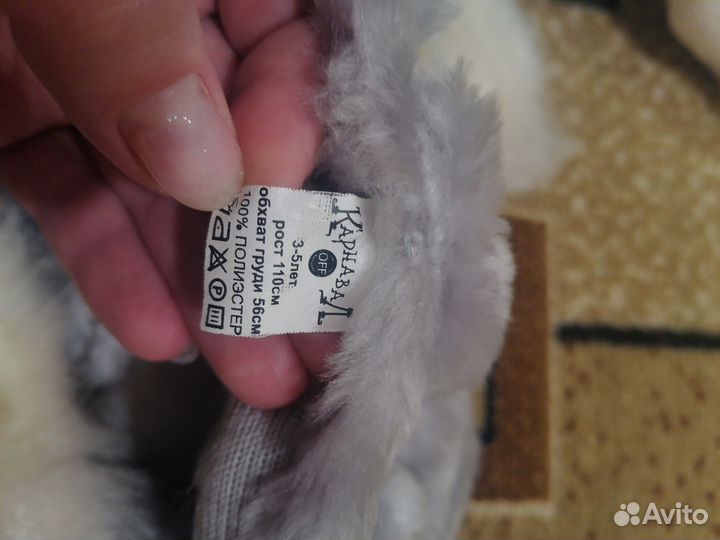 КАРНАВАЛ
OFF
3-5лет
рост 110см
обхват груди 56см
100% ПОЛИЭСТЕР
P
Avito